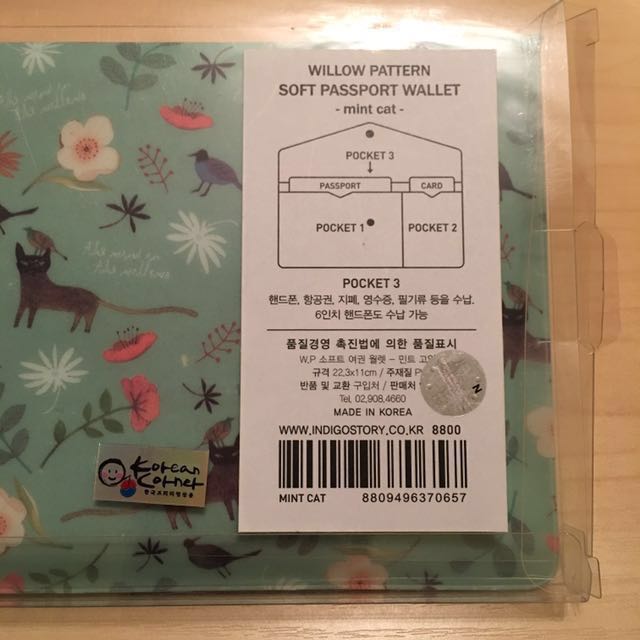 WILLOW PATTERN
SOFT PASSPORT WALLET
- mint cat -
POCKET 3
PASSPORT
CARD
POCKET 1
POCKET 2
POCKET 3
핸드폰, 항공권, 지폐, 영수증, 필기류 등을 수납.
6인치 핸드폰도 수납 가능
품질경영 촉진법에 의한 품질표시
W.P 소프트 여권 월렛 - 민트
규격 22.3x11cm / 주재질
반품 및 교환 구입처 / 판매처
Tel. 02.908.4660
MADE IN KOREA
WWW.INDIGOSTORY.CO.KR 8800
MINT CAT
8809496370657
Korean
Corner
the wind in
the willows